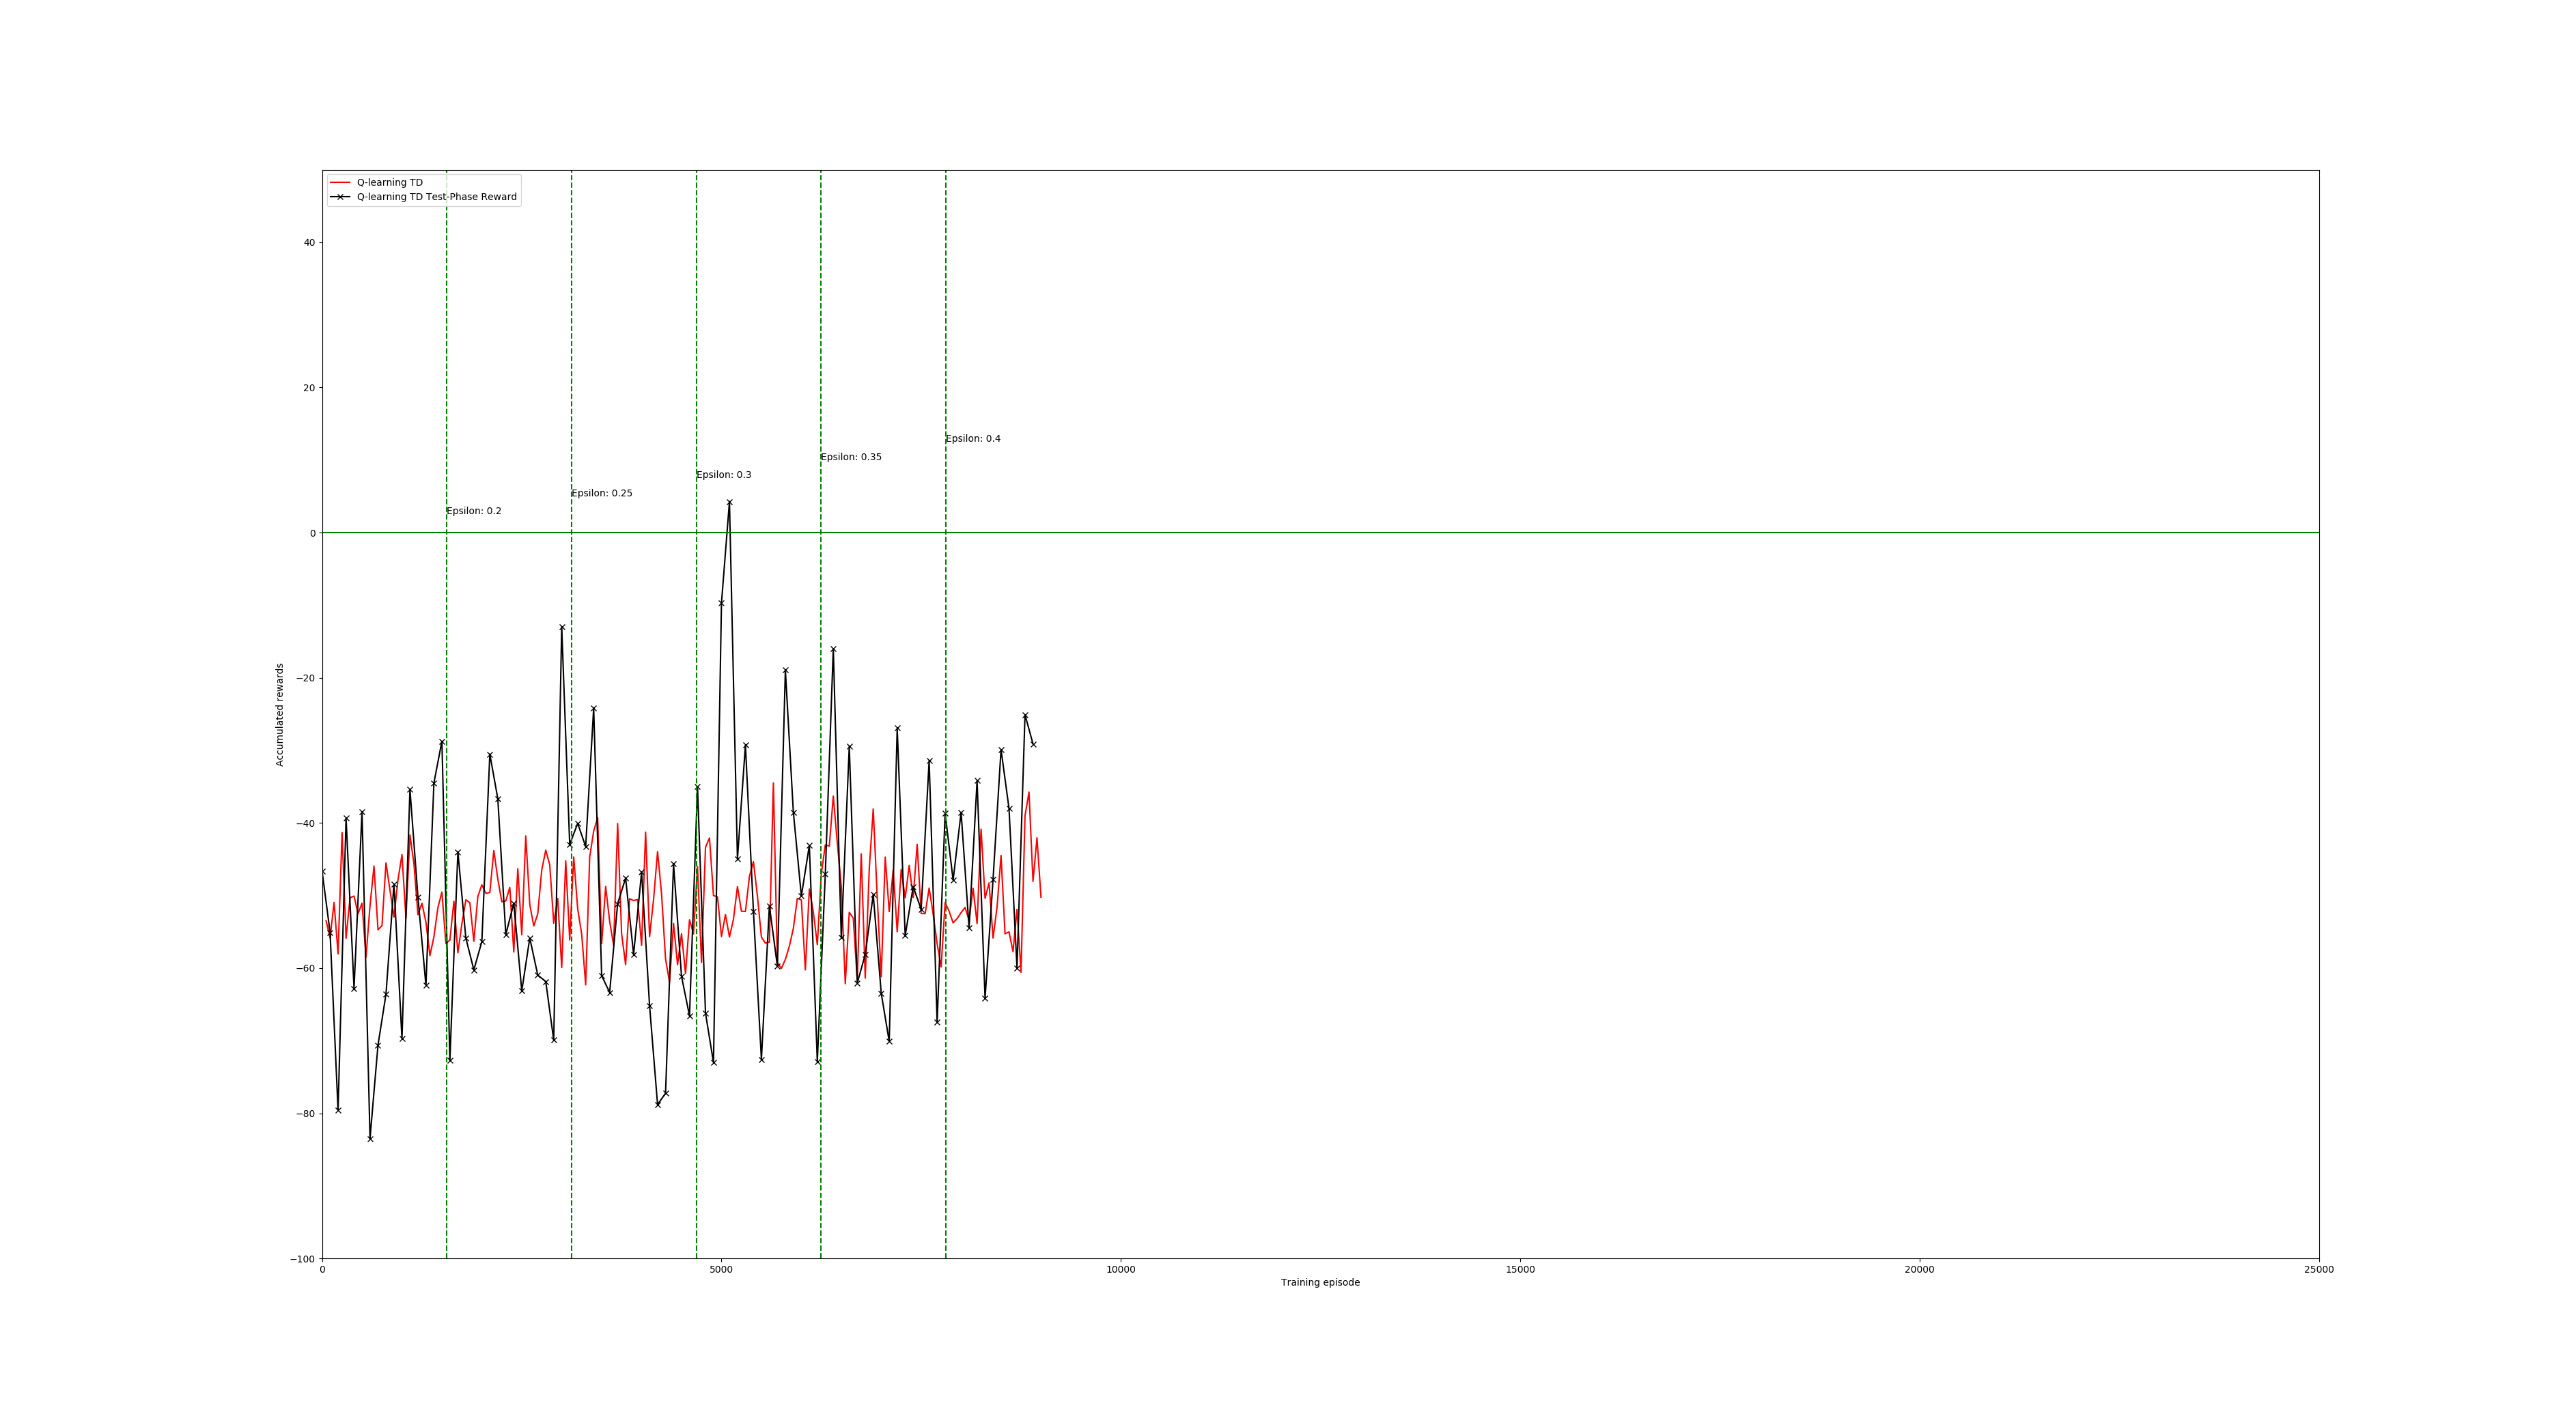 Q-learning TD
Q-learning TD Test-Phase Reward
40
20
0
−20
−40
−60
−80
−100
Accumulated rewards
Epsilon: 0.4
Epsilon: 0.35
Epsilon: 0.3
Epsilon: 0.25
Epsilon: 0.2
0
5000
10000
15000
20000
25000
Training episode